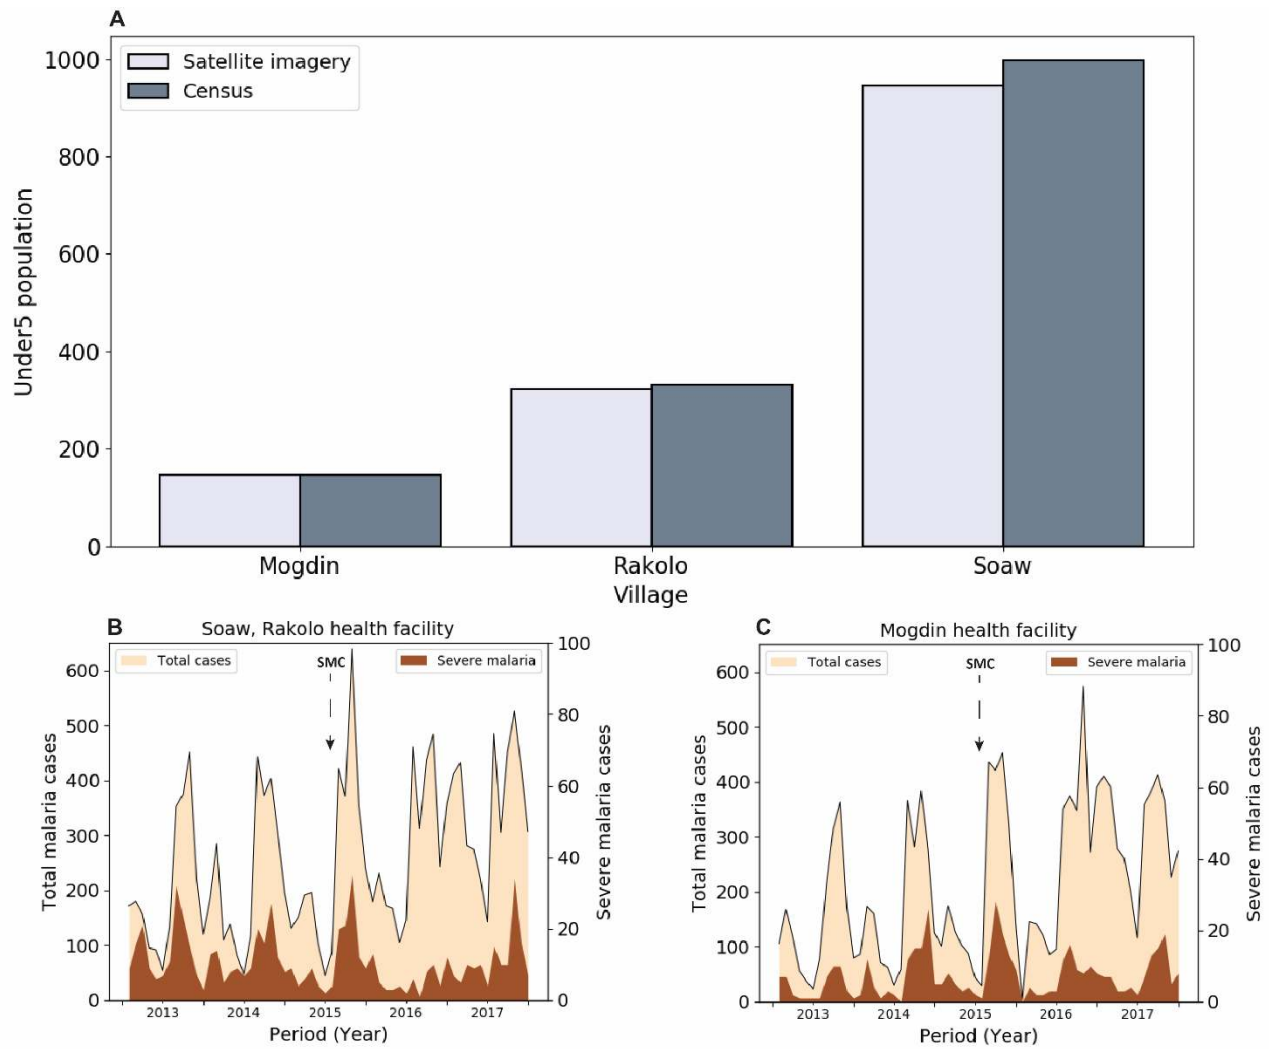 A
Satellite imagery
Census
1000
800
600
400
200
0
Under5 population
Mogdin Rakolo Soaw
Village
B Soaw, Rakolo health facility
Total cases
SMC
Severe malaria
600
500
400
300
200
100
0
Total malaria cases
100
80
60
40
20
0
Severe malaria cases
2013 2014 2015 2016 2017
Period (Year)
C Mogdin health facility
Total cases
SMC
Severe malaria
600
500
400
300
200
100
0
Total malaria cases
100
80
60
40
20
0
Severe malaria cases
2013 2014 2015 2016 2017
Period (Year)